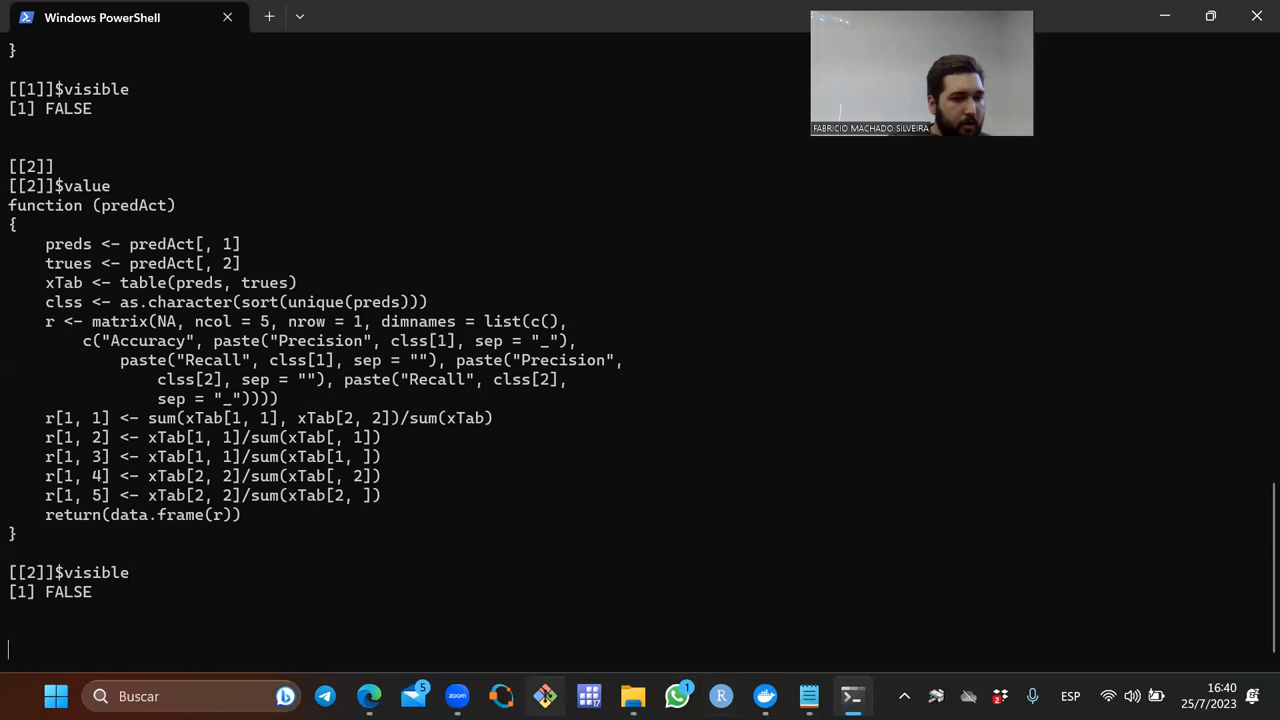 Windows PowerShell
}
[[1]]$visible
[1] FALSE
[[2]]
[[2]]$value
function (predAct)
{
    preds <- predAct[, 1]
    trues <- predAct[, 2]
    xTab <- table(preds, trues)
    clss <- as.character(sort(unique(preds)))
    r <- matrix(NA, ncol = 5, nrow = 1, dimnames = list(c(),
        c("Accuracy", paste("Precision", clss[1], sep = "_"),
            paste("Recall", clss[1], sep = ""), paste("Precision",
                clss[2], sep = ""), paste("Recall", clss[2],
                sep = "_"))))
    r[1, 1] <- sum(xTab[1, 1], xTab[2, 2])/sum(xTab)
    r[1, 2] <- xTab[1, 1]/sum(xTab[, 1])
    r[1, 3] <- xTab[1, 1]/sum(xTab[1, ])
    r[1, 4] <- xTab[2, 2]/sum(xTab[, 2])
    r[1, 5] <- xTab[2, 2]/sum(xTab[2, ])
    return(data.frame(r))
}
[[2]]$visible
[1] FALSE
FABRICIO MACHADO SILVEIRA
Buscar
5
zoom
17
1
R
2
ESP
16:40
25/7/2023